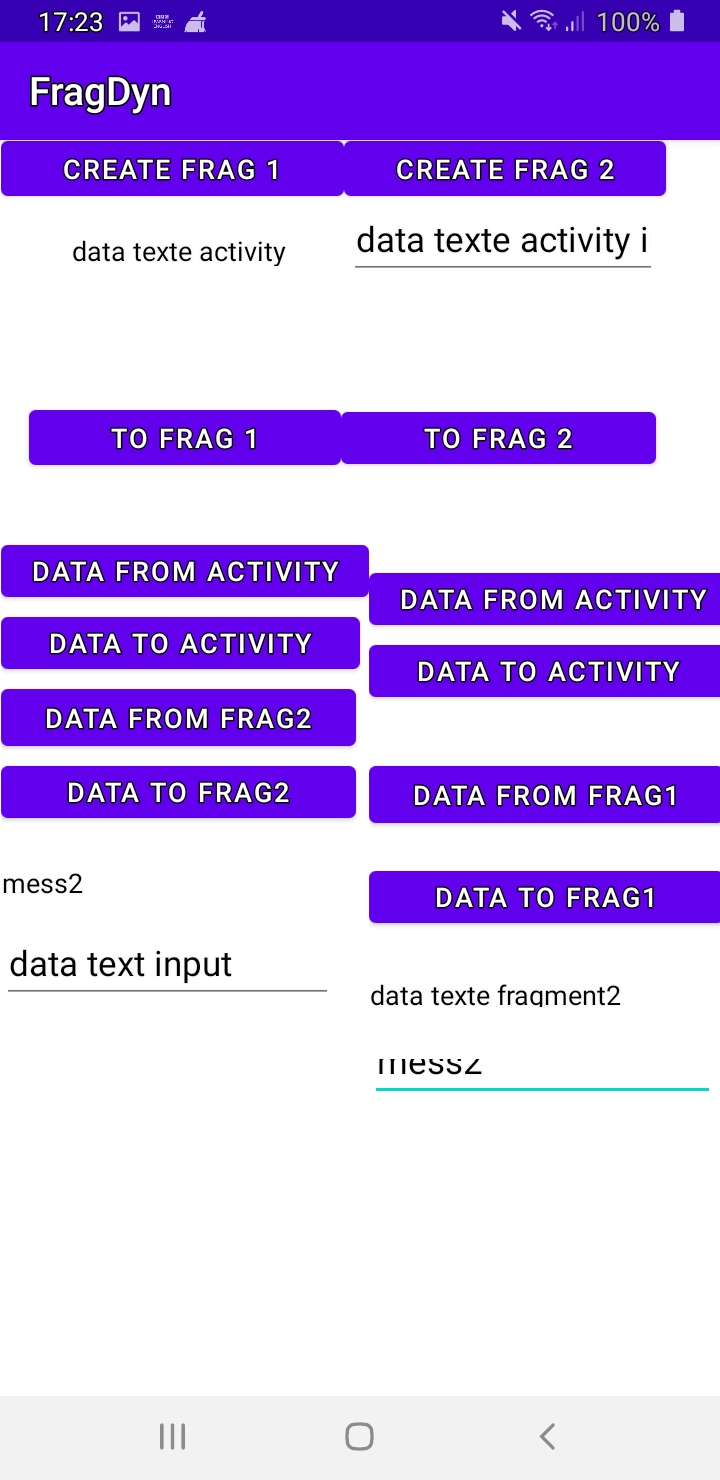 17:23
100%
FragDyn
CREATE FRAG 1
CREATE FRAG 2
data texte activity
data texte activity i
TO FRAG 1
TO FRAG 2
DATA FROM ACTIVITY
DATA TO ACTIVITY
DATA FROM FRAG2
DATA TO FRAG2
mess2
data text input
DATA FROM ACTIVITY
DATA TO ACTIVITY
DATA FROM FRAG1
DATA TO FRAG1
data texte fragment2
mess2